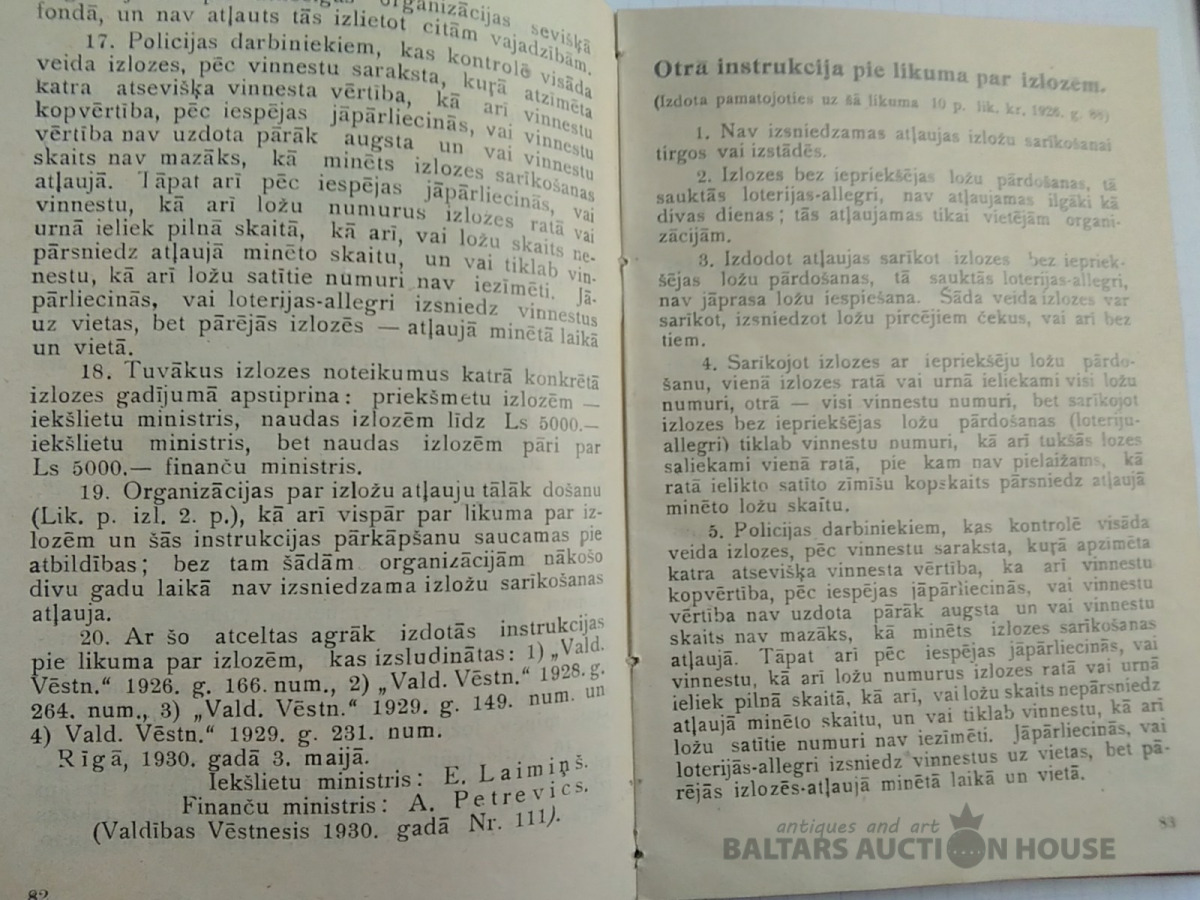 organizācijas sevišķā
fondā, un nav atļauts tās izlietot citām vajadzībām.
17. Policijas darbiniekiem, kas kontrolē visāda
veida izlozes, pēc vinnestu saraksta, kuŗā atzīmēta
katra atsevišķa vinnesta vērtība, kā arī vinnestu
kopvērtība, pēc iespējas jāpārliecinās, vai vinnestu
vērtība nav uzdota pārāk augsta un vai vinnestu
skaits nav mazāks, kā minēts izlozes sarīkošanas
atļaujā. Tāpat arī pēc iespējas jāpārliecinās, vai
vinnestu, kā arī ložu numurus izlozes ratā vai
urnā ieliek pilnā skaitā, kā arī, vai ložu skaits ne-
pārsniedz atļaujā minēto skaitu, un vai tiklab vin-
nestu, kā arī ložu satītie numuri nav iezīmēti. Jā-
pārliecinās, vai loterijas-allegri izsniedz vinnestus
uz vietas, bet pārējās izlozēs — atļaujā minētā laikā
un vietā.
18. Tuvākus izlozes noteikumus katrā konkrētā
izlozes gadījumā apstiprina: priekšmetu izlozēm —
iekšlietu ministris, naudas izlozēm līdz Ls 5000.—
iekšlietu ministris, bet naudas izlozēm pāri par
Ls 5000.— finanču ministris.
19. Organizācijas par izložu atļauju tālāk došanu
(Lik. p. izl. 2. p.), kā arī vispār par likuma par iz-
lozēm un šās instrukcijas pārkāpšanu saucamas pie
atbildības; bez tam šādām organizācijām nākošo
divu gadu laikā nav izsniedzama izložu sarīkošanas
atļauja.
20. Ar šo atceltas agrāk izdotās instrukcijas
pie likuma par izlozēm, kas izsludinātas: 1) „Vald.
Vēstn.“ 1926. g. 166. num., 2) „Vald. Vēstn.“ 1928. g.
264. num., 3) „Vald. Vēstn.“ 1929. g. 149. num. un
4) Vald. Vēstn.“ 1929. g. 231. num.
Rīgā, 1930. gadā 3. maijā.
Iekšlietu ministris: E. Laimiņš.
Finanču ministris: A. Petrevics.
(Valdības Vēstnesis 1930. gadā Nr. 111).
82
Otrā instrukcija pie likuma par izlozēm.
(Izdota pamatojoties uz šā likuma 10 p. lik. kr. 1926. g.
1. Nav izsniedzamas atļaujas izložu sarīkošanai
tirgos vai izstādēs.
2. Izlozes bez iepriekšējas ložu pārdošanas, tā
sauktās loterijas-allegri, nav atļaujamas ilgāki kā
divas dienas; tās atļaujamas tikai vietējām organi-
zācijām.
3. Izdodot atļaujas sarīkot izlozes bez iepriek-
šējas ložu pārdošanas, tā sauktās loterijas-allegri,
nav jāprasa ložu iespiešana. Šāda veida izlozes var
sarīkot, izsniedzot ložu pircējiem čekus, vai arī bez
tiem.
4. Sarīkojot izlozes ar iepriekšēju ložu pārdo-
šanu, vienā izlozes ratā vai urnā ieliekami visi ložu
numuri, otrā — visi vinnestu numuri, bet sarīkojot
izlozes bez iepriekšējas ložu pārdošanas (loteriju-
allegri) tiklab vinnestu numuri, kā arī tukšās lozes
saliekami vienā ratā, pie kam nav pielaižams, kā
ratā ielikto satīto zīmīšu kopskaits pārsniedz atļaujā
minēto ložu skaitu.
5. Policijas darbiniekiem, kas kontrolē visāda
veida izlozes, pēc vinnestu saraksta, kuŗā apzīmēta
katra atsevišķa vinnesta vērtība, ka arī vinnestu
kopvērtība, pēc iespējas jāpārliecinās, vai vinnestu
vērtība nav uzdota pārāk augsta un vai vinnestu
skaits nav mazāks, kā minēts izlozes sarīkošanas
atļaujā. Tāpat arī pēc iespējas jāpārliecinās, vai
vinnestu, kā arī ložu numurus izlozes ratā vai urnā
ieliek pilnā skaitā, kā arī, vai ložu skaits nepārsniedz
atļaujā minēto skaitu, un vai tiklab vinnestu, kā arī
ložu satītie numuri nav iezīmēti. Jāpārliecinās, vai
loterijās-allegri izsniedz vinnestus uz vietas, bet pā-
rējās izlozēs-atļaujā minētā laikā un vietā.
83
antiques and art
BALTARS AUCTION HOUSE